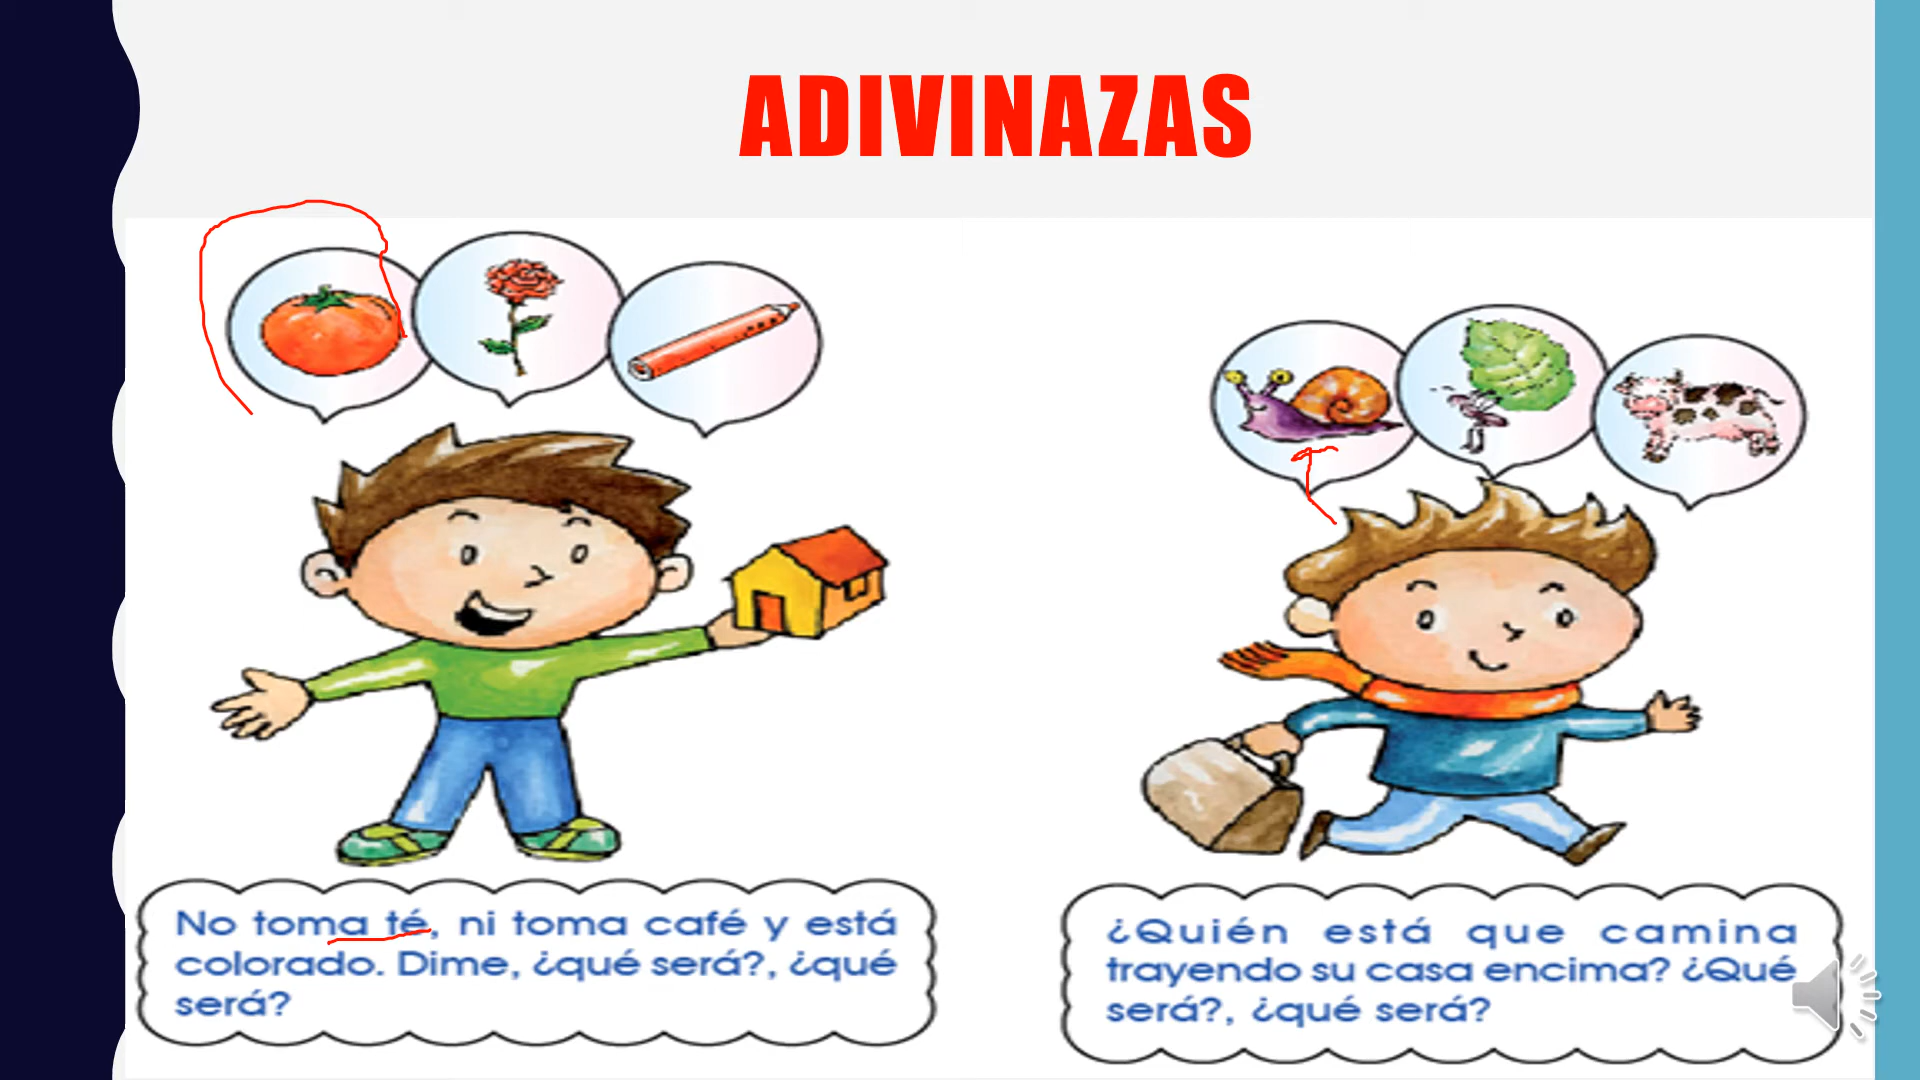 ADIVINAZAS
No toma té, ni toma café y está
colorado. Dime, ¿qué será?, ¿qué
será?
¿Quién está que camina
trayendo su casa encima? ¿Qué
será?, ¿qué será?